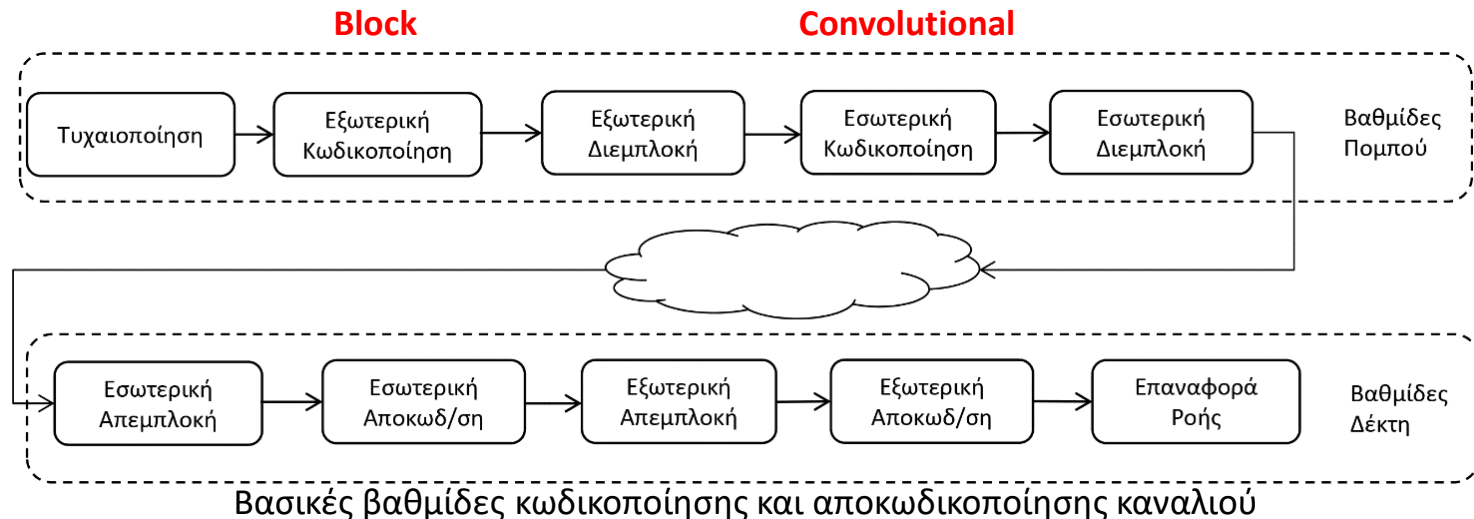 Block
Convolutional
Τυχαιοποίηση
Εξωτερική
Κωδικοποίηση
Εξωτερική
Διεμπλοκή
Εσωτερική
Κωδικοποίηση
Εσωτερική
Διεμπλοκή
Βαθμίδες
Πομπού
Εσωτερική
Απεμπλοκή
Εσωτερική
Αποκωδ/ση
Εξωτερική
Απεμπλοκή
Εξωτερική
Αποκωδ/ση
Επαναφορά
Ροής
Βαθμίδες
Δέκτη
Βασικές βαθμίδες κωδικοποίησης και αποκωδικοποίησης καναλιού